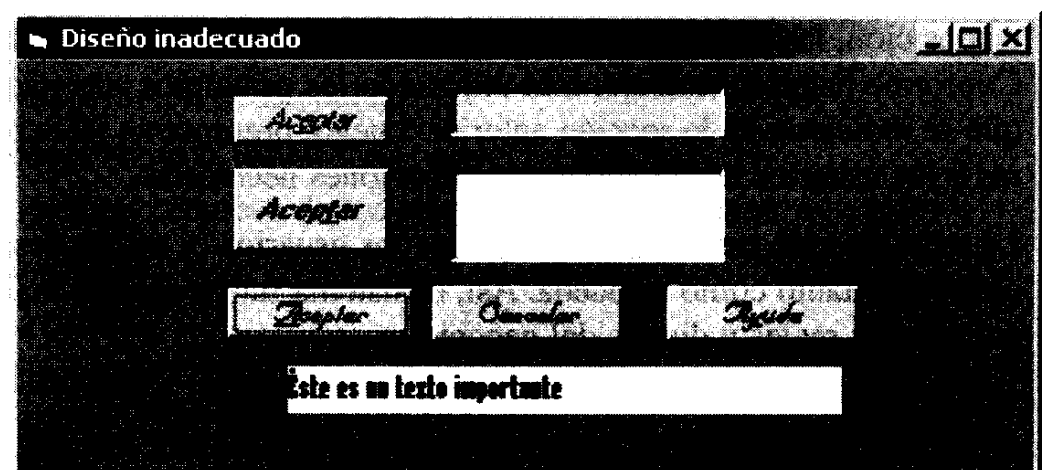 Diseño inadecuado
Aceptar
Aceptar
Aceptar Cancelar Ayuda
Éste es un texto importante